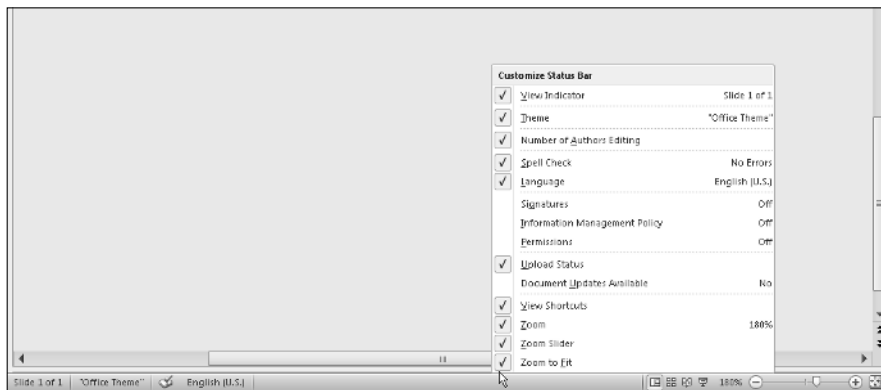 Customize Status Bar
View Indicator Slide 1 of 1
Theme "Office Theme"
Number of Authors Editing
Spell Check No Errors
Language English (U.S.)
Signatures Off
Information Management Policy Off
Permissions Off
Upload Status
Document Updates Available No
View Shortcuts
Zoom 180%
Zoom Slider
Zoom to Fit
Slide 1 of 1 "Office Theme" English (U.S.) 180%